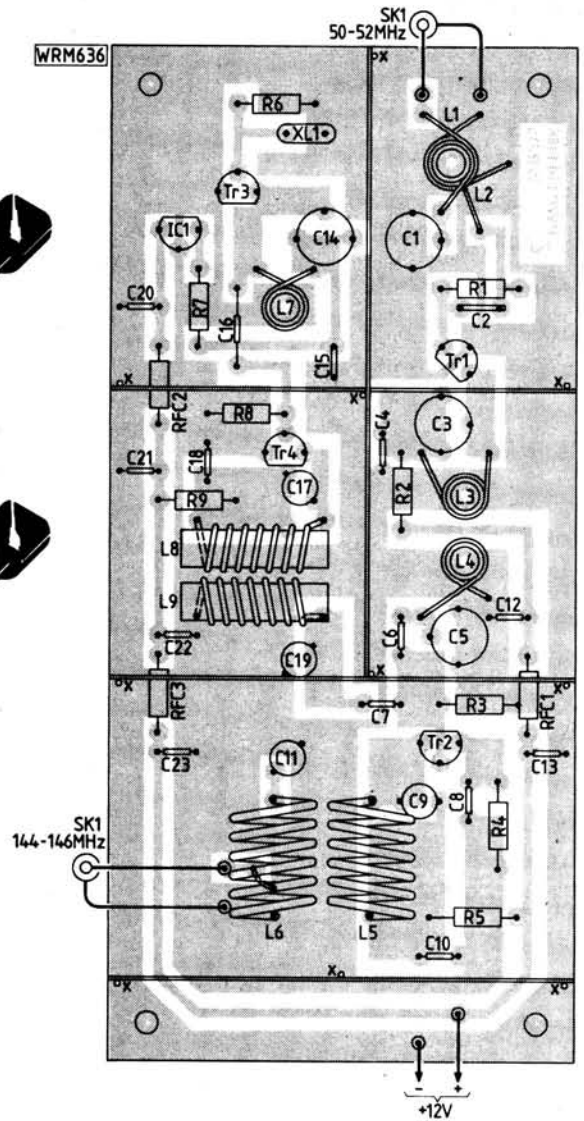 SK1
50-52MHz
WRM636
x
R6
XL1
L1
Tr3
L2
IC1
C14
C1
C20
R7
L7
R1
C16
C2
C15
Tr1
x
x
x
RFC2
R8
C4
C3
Tr4
C21
C18
C17
R2
L3
R9
L8
L4
L9
C12
C6
C5
C22
C19
x
x
x
x
RFC3
C7
R3
RFC1
Tr2
C23
C11
C13
C9
C8
R4
SK1
144-146MHz
R5
L6
L5
C10
x
x
x
- +
+12V